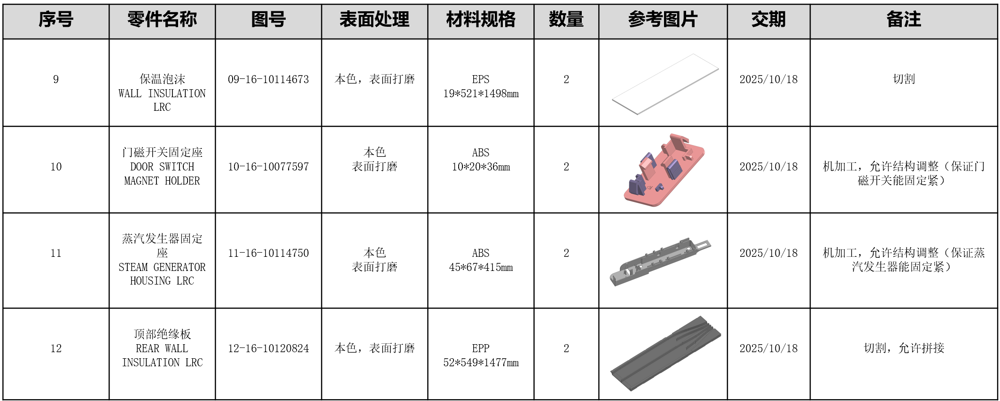 序号 零件名称 图号 表面处理 材料规格 数量 参考图片 交期 备注
9
保温泡沫
WALL INSULATION
LRC
09-16-10114673
本色，表面打磨
EPS
19*521*1498mm
2
2025/10/18
切割
10
门磁开关固定座
DOOR SWITCH
MAGNET HOLDER
10-16-10077597
本色
表面打磨
ABS
10*20*36mm
2
2025/10/18
机加工，允许结构调整（保证门
磁开关能固定紧）
11
蒸汽发生器固定
座
STEAM GENERATOR
HOUSING LRC
11-16-10114750
本色
表面打磨
ABS
45*67*415mm
2
2025/10/18
机加工，允许结构调整（保证蒸
汽发生器能固定紧）
12
顶部绝缘板
REAR WALL
INSULATION LRC
12-16-10120824
本色，表面打磨
EPP
52*549*1477mm
2
2025/10/18
切割，允许拼接